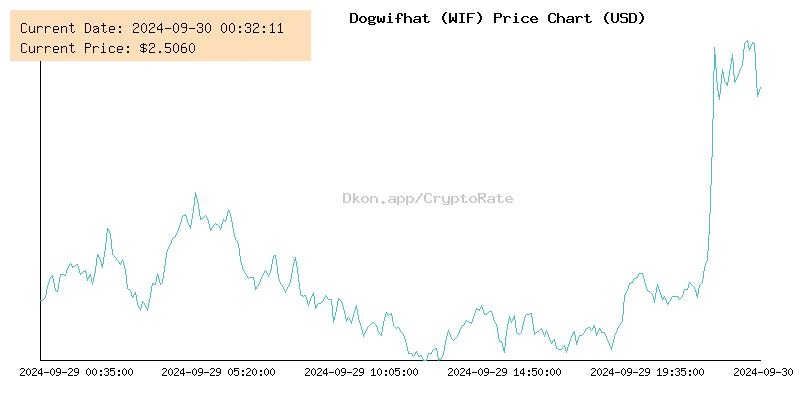 Dogwifhat (WIF) Price Chart (USD)
Current Date: 2024-09-30 00:32:11
Current Price: $2.5060
Dkon.app/CryptoRate
2024-09-29 00:35:00 2024-09-29 05:20:00 2024-09-29 10:05:00 2024-09-29 14:50:00 2024-09-29 19:35:00 2024-09-30